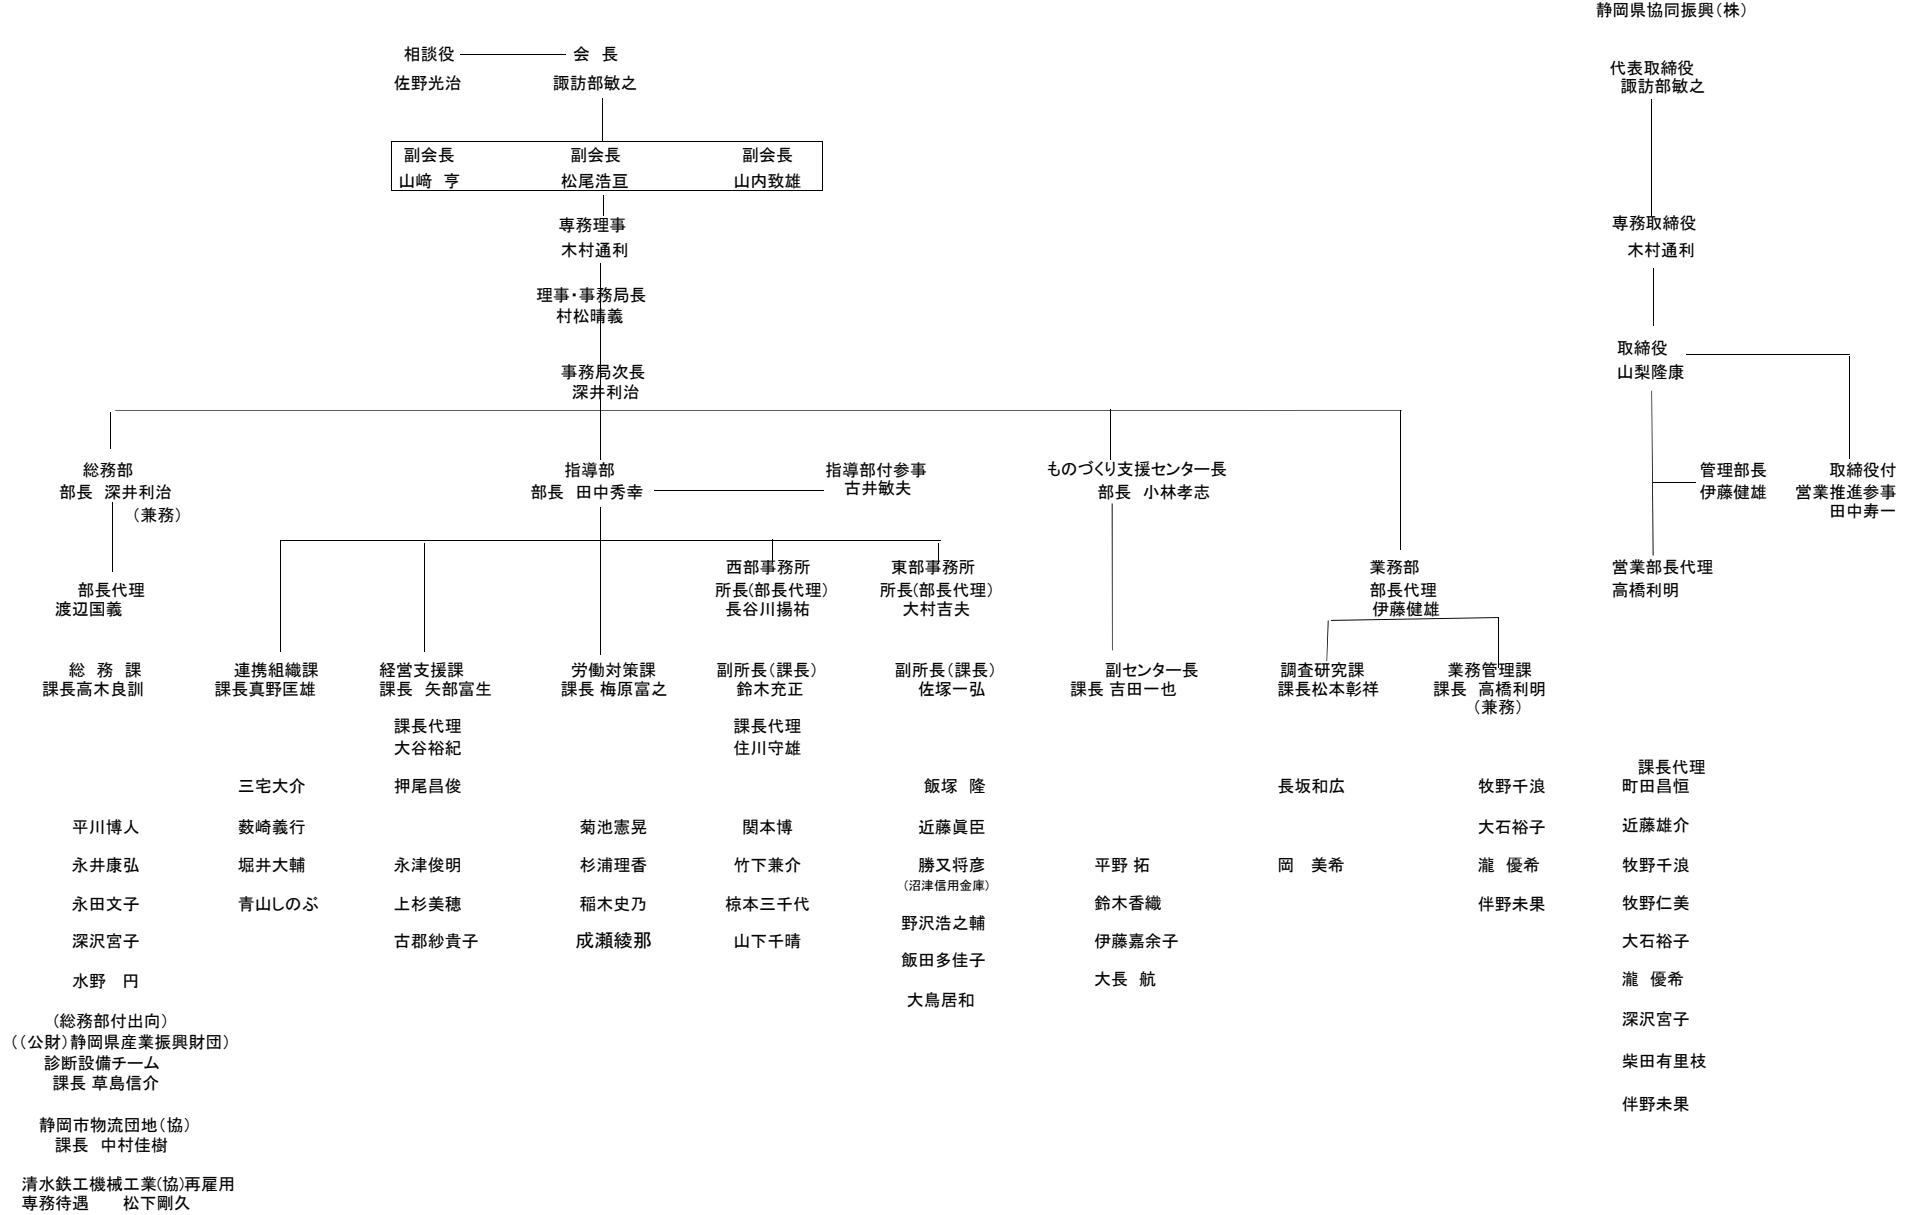 静岡県協同振興(株)
相談役
会　長
佐野光治
諏訪部敏之
代表取締役
諏訪部敏之
副会長
副会長
副会長
山﨑　亨
松尾浩亘
山内致雄
専務理事
木村通利
専務取締役
木村通利
理事・事務局長
村松晴義
取締役
山梨隆康
事務局次長
深井利治
総務部
部長　深井利治
(兼務)
指導部
部長　田中秀幸
指導部付参事
古井敏夫
ものづくり支援センター長
部長　小林孝志
管理部長
伊藤健雄
取締役付
営業推進参事
田中寿一
部長代理
渡辺国義
西部事務所
所長(部長代理)
長谷川揚祐
東部事務所
所長(部長代理)
大村吉夫
業務部
部長代理
伊藤健雄
営業部長代理
高橋利明
総　務　課
課長高木良訓
連携組織課
課長真野匡雄
経営支援課
課長　矢部富生
労働対策課
課長 梅原富之
副所長(課長)
鈴木充正
副所長(課長)
佐塚一弘
副センター長
課長 吉田一也
調査研究課
課長松本彰祥
業務管理課
課長　高橋利明
(兼務)
課長代理
大谷裕紀
課長代理
住川守雄
課長代理
町田昌恒
三宅大介
押尾昌俊
飯塚　隆
長坂和広
牧野千浪
平川博人
薮崎義行
菊池憲晃
関本博
近藤眞臣
大石裕子
近藤雄介
永井康弘
堀井大輔
永津俊明
杉浦理香
竹下兼介
勝又将彦
(沼津信用金庫)
平野 拓
岡　美希
瀧　優希
牧野千浪
永田文子
青山しのぶ
上杉美穂
稲木史乃
椋本三千代
野沢浩之輔
鈴木香織
伴野未果
牧野仁美
深沢宮子
古郡紗貴子
成瀬綾那
山下千晴
飯田多佳子
伊藤嘉余子
大石裕子
水野　円
大鳥居和
大長　航
瀧　優希
(総務部付出向)
((公財)静岡県産業振興財団)
診断設備チーム
課長 草島信介
深沢宮子
柴田有里枝
静岡市物流団地(協)
課長　中村佳樹
伴野未果
清水鉄工機械工業(協)再雇用
専務待遇　　松下剛久